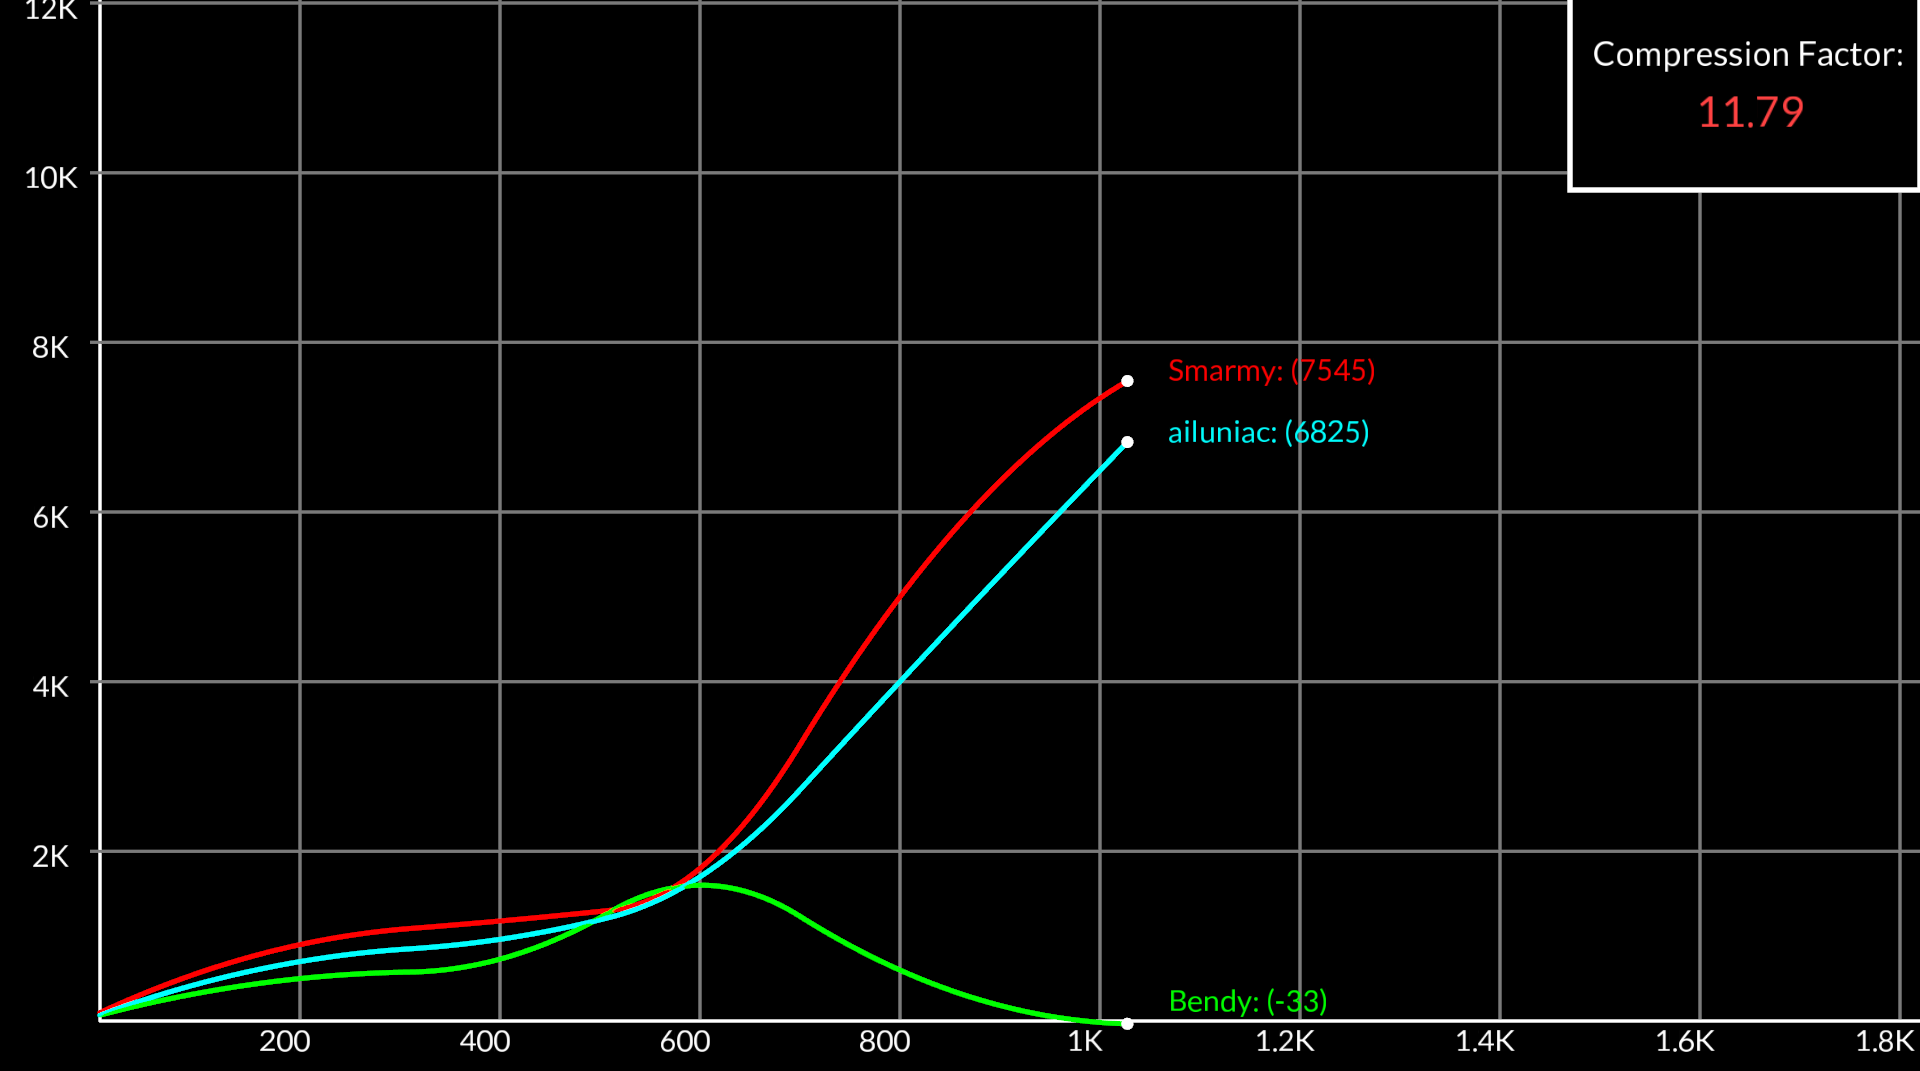 12K
Compression Factor:
11.79
10K
8K
Smarmy: (7545)
ailuniac: (6825)
6K
4K
2K
Bendy: (-33)
200 400 600 800 1K 1.2K 1.4K 1.6K 1.8K